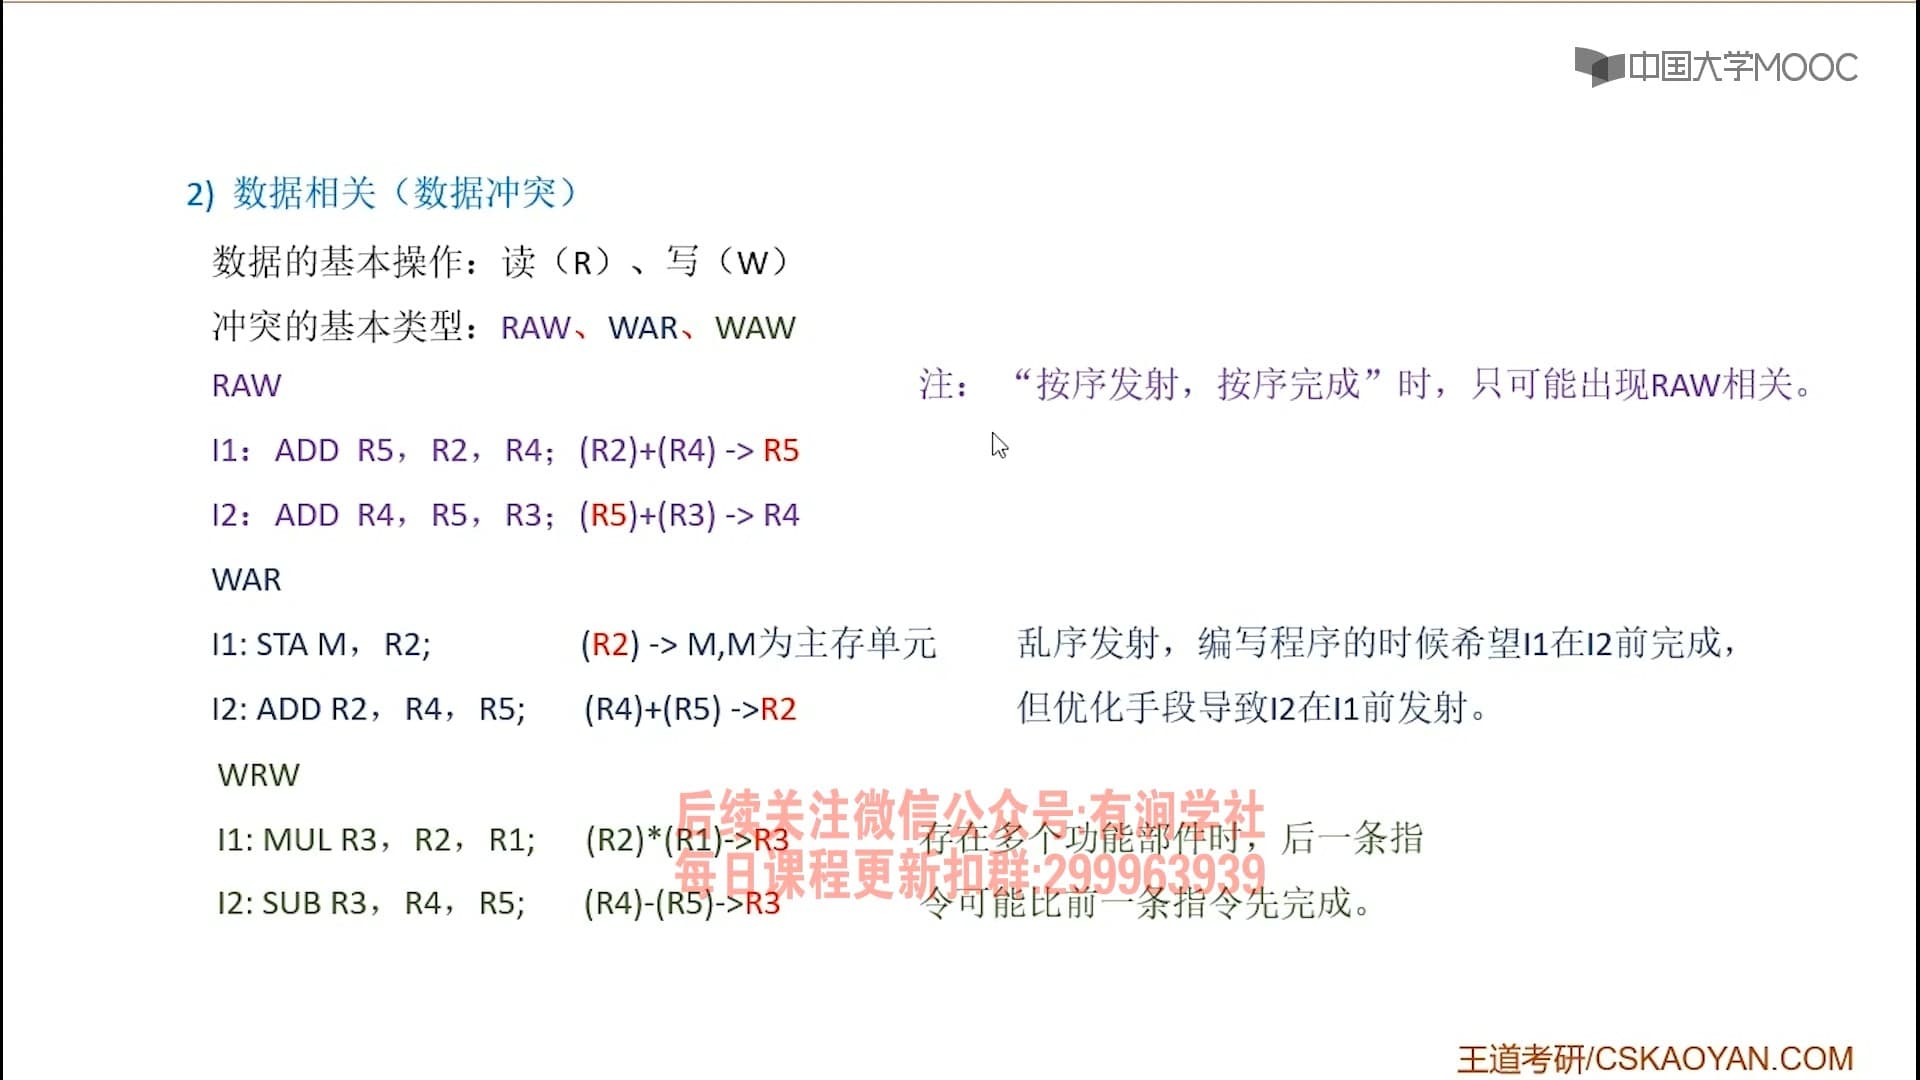 中国大学MOOC
2) 数据相关（数据冲突）
数据的基本操作：读（R）、写（W）
冲突的基本类型：RAW、WAR、WAW
RAW
注：“按序发射，按序完成”时，只可能出现RAW相关。
I1：ADD R5，R2，R4；(R2)+(R4) -> R5
I2：ADD R4，R5，R3；(R5)+(R3) -> R4
WAR
I1: STA M，R2; (R2) -> M,M为主存单元 乱序发射，编写程序的时候希望I1在I2前完成，
I2: ADD R2，R4，R5; (R4)+(R5) ->R2 但优化手段导致I2在I1前发射。
WRW
后续关注微信公众号:有涧学社
I1: MUL R3，R2，R1; (R2)*(R1)->R3 存在多个功能部件时，后一条指
每日课程更新扣群:299963939
I2: SUB R3，R4，R5; (R4)-(R5)->R3 令可能比前一条指令先完成。
王道考研/CSKAOYAN.COM